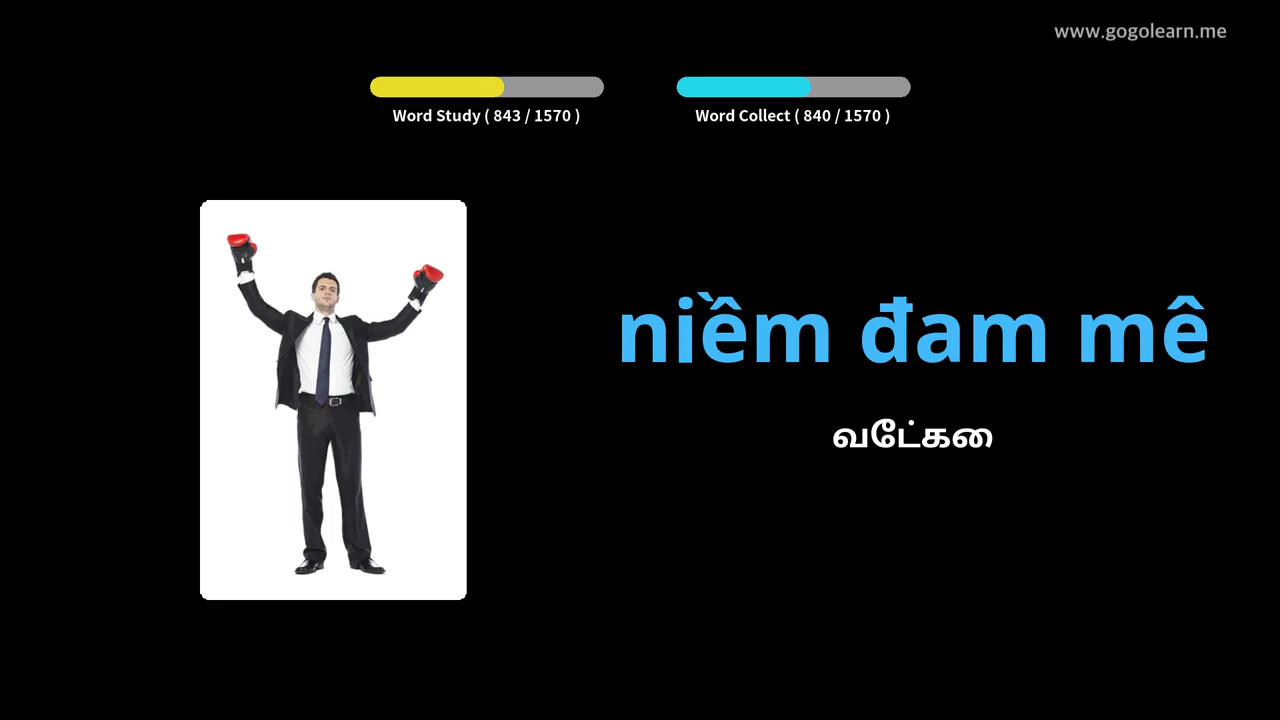 www.gogolearn.me
Word Study ( 843 / 1570 )
Word Collect ( 840 / 1570 )
niềm đam mê
வேட்கை